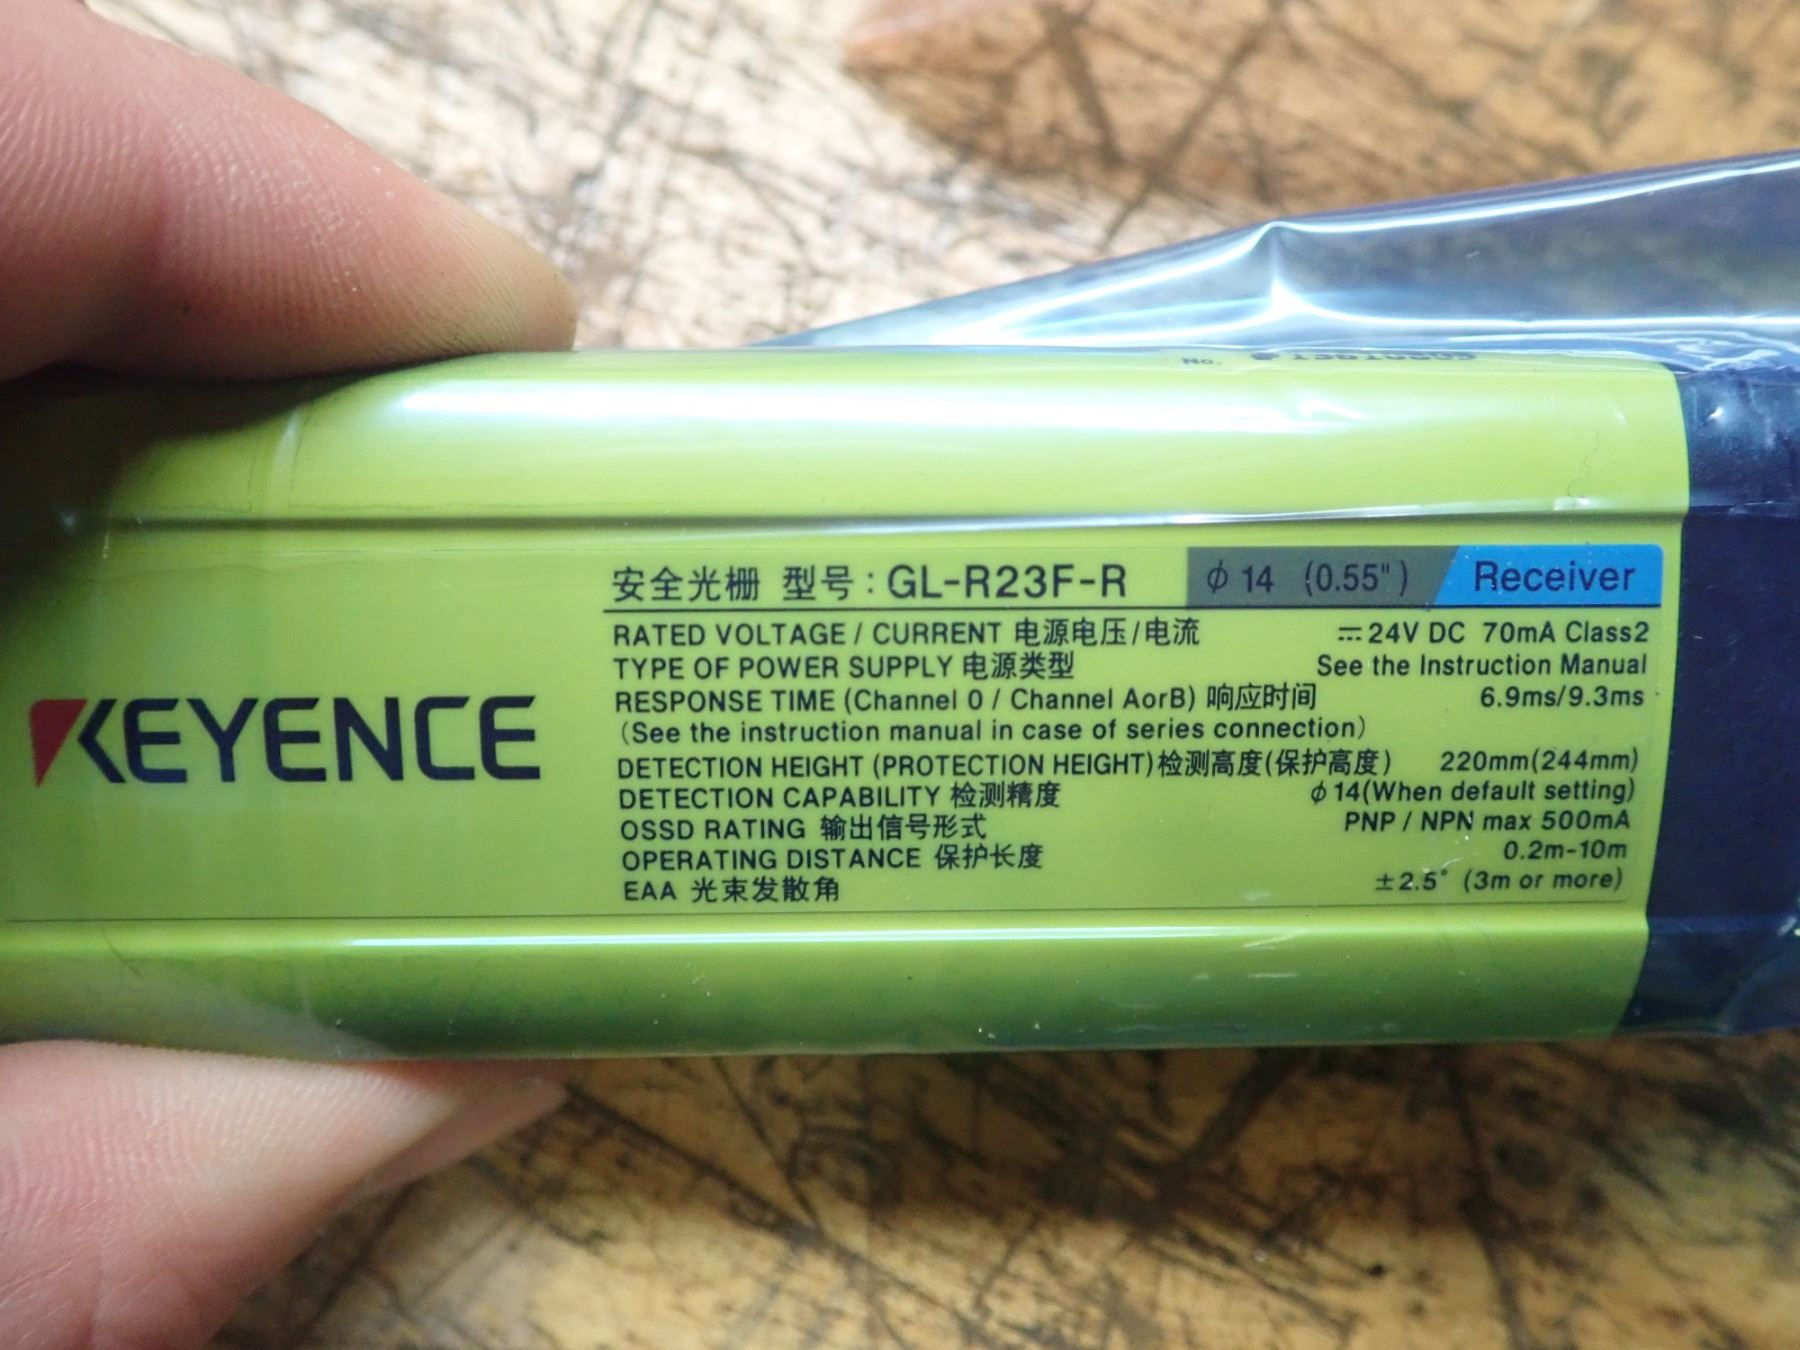 No.
KEYENCE
安全光栅 型号：GL-R23F-R ϕ14 (0.55") Receiver
RATED VOLTAGE / CURRENT 电源电压/电流 ⎓24V DC 70mA Class2
TYPE OF POWER SUPPLY 电源类型 See the Instruction Manual
RESPONSE TIME (Channel 0 / Channel AorB) 响应时间 6.9ms/9.3ms
(See the instruction manual in case of series connection)
DETECTION HEIGHT (PROTECTION HEIGHT)检测高度(保护高度) 220mm(244mm)
DETECTION CAPABILITY 检测精度 ϕ14(When default setting)
OSSD RATING 输出信号形式 PNP / NPN max 500mA
OPERATING DISTANCE 保护长度 0.2m-10m
EAA 光束发散角 ±2.5° (3m or more)